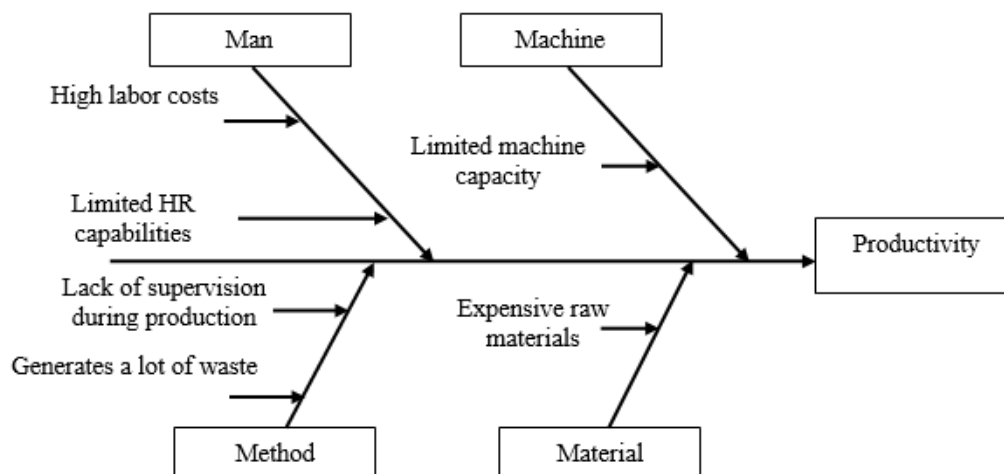 Man
Machine
High labor costs
Limited machine
capacity
Limited HR
capabilities
Productivity
Lack of supervision
during production
Expensive raw
materials
Generates a lot of waste
Method
Material